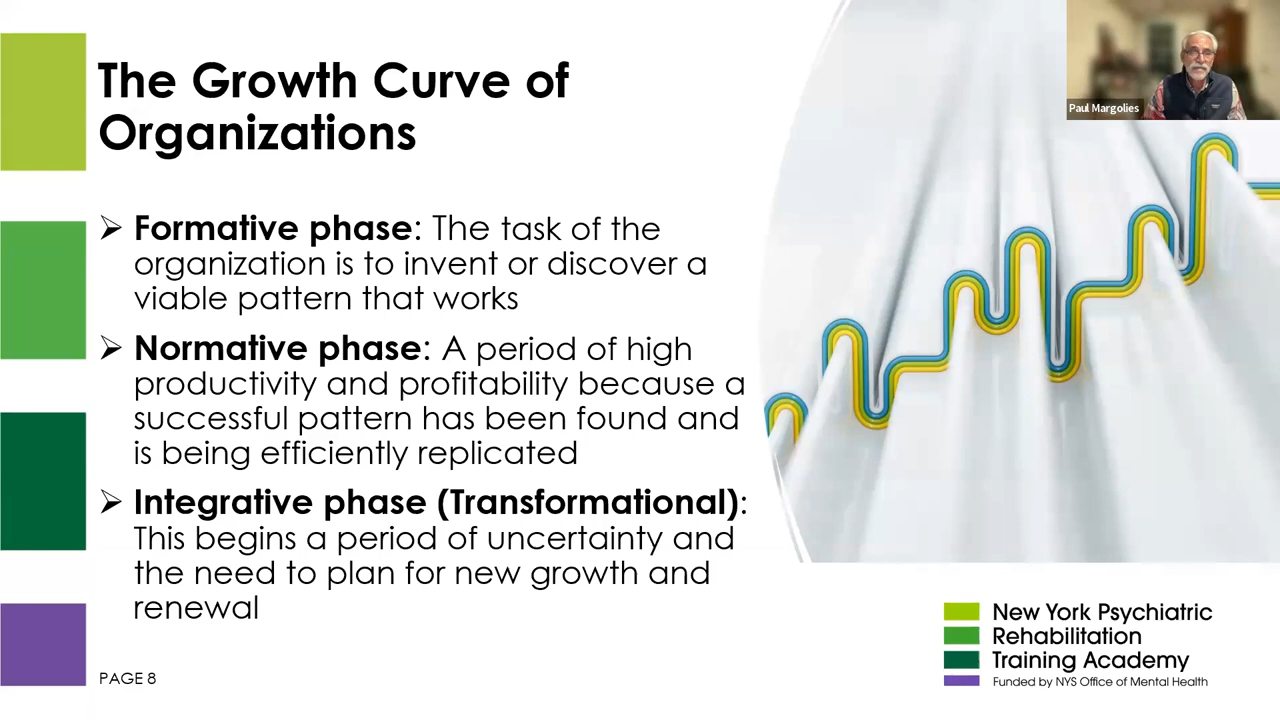 The Growth Curve of
Organizations
Paul Margolies
➢ Formative phase: The task of the
organization is to invent or discover a
viable pattern that works
➢ Normative phase: A period of high
productivity and profitability because a
successful pattern has been found and
is being efficiently replicated
➢ Integrative phase (Transformational):
This begins a period of uncertainty and
the need to plan for new growth and
renewal
PAGE 8
New York Psychiatric
Rehabilitation
Training Academy
Funded by NYS Office of Mental Health